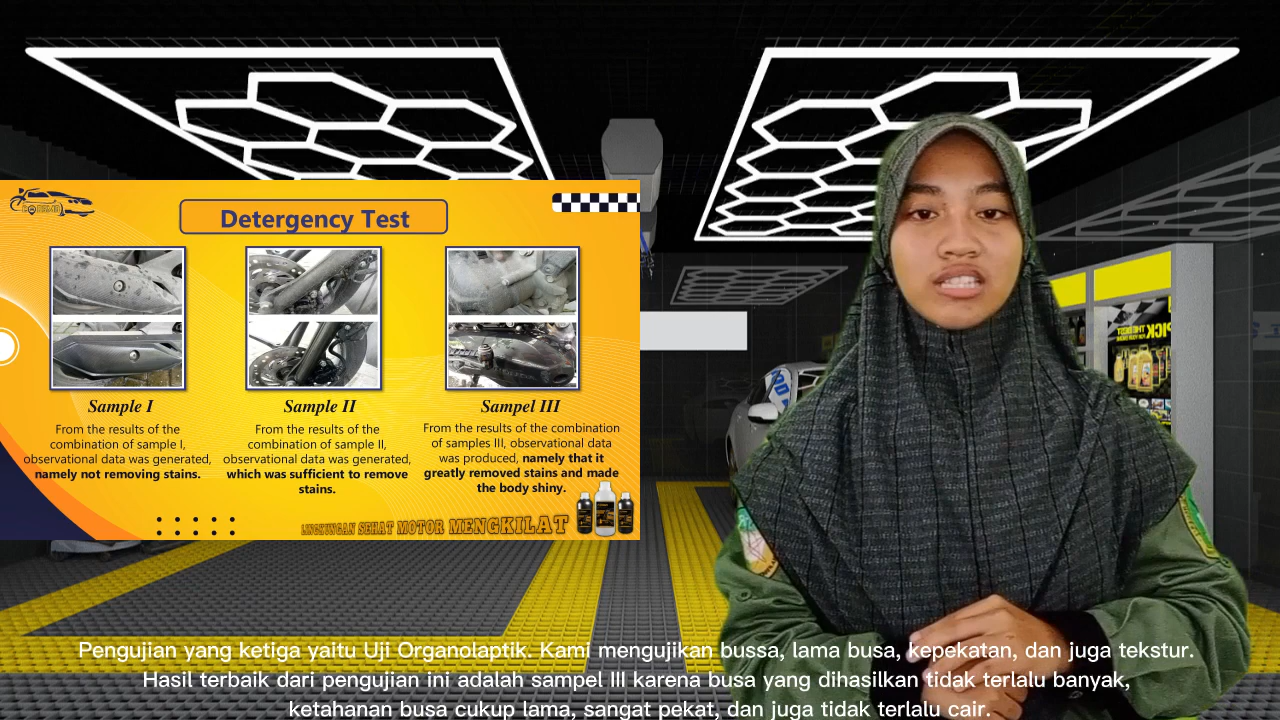 Detergency Test
Sample I
From the results of the
combination of sample I,
observational data was generated,
namely not removing stains.
Sample II
From the results of the
combination of sample II,
observational data was generated,
which was sufficient to remove
stains.
Sampel III
From the results of the combination
of samples III, observational data
was produced, namely that it
greatly removed stains and made
the body shiny.
LINGKUNGAN SEHAT MOTOR MENGKILAT
PICK THE BEST
Pengujian yang ketiga yaitu Uji Organolaptik. Kami mengujikan bussa, lama busa, kepekatan, dan juga tekstur.
Hasil terbaik dari pengujian ini adalah sampel III karena busa yang dihasilkan tidak terlalu banyak,
ketahanan busa cukup lama, sangat pekat, dan juga tidak terlalu cair.